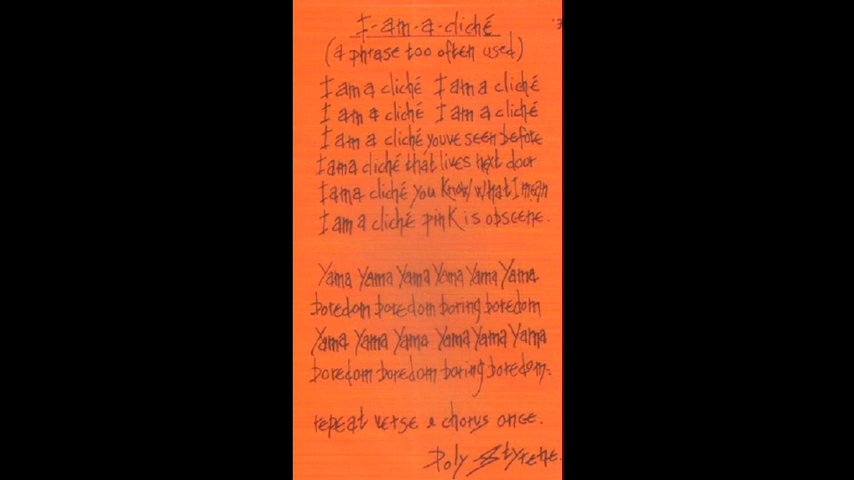 I-am-a-cliché
(a phrase too often used)
I am a cliché I am a cliché
I am a cliché I am a cliché
I am a cliché youve seen before
I am a cliché that lives next door
I am a cliché you know what I mean
I am a cliché pink is obscene.
Yama Yama Yama Yama Yama Yama
boredom boredom boring boredom
Yama Yama Yama Yama Yama Yama
boredom boredom boring boredom.
repeat verse & chorus once.
Poly Styrene.